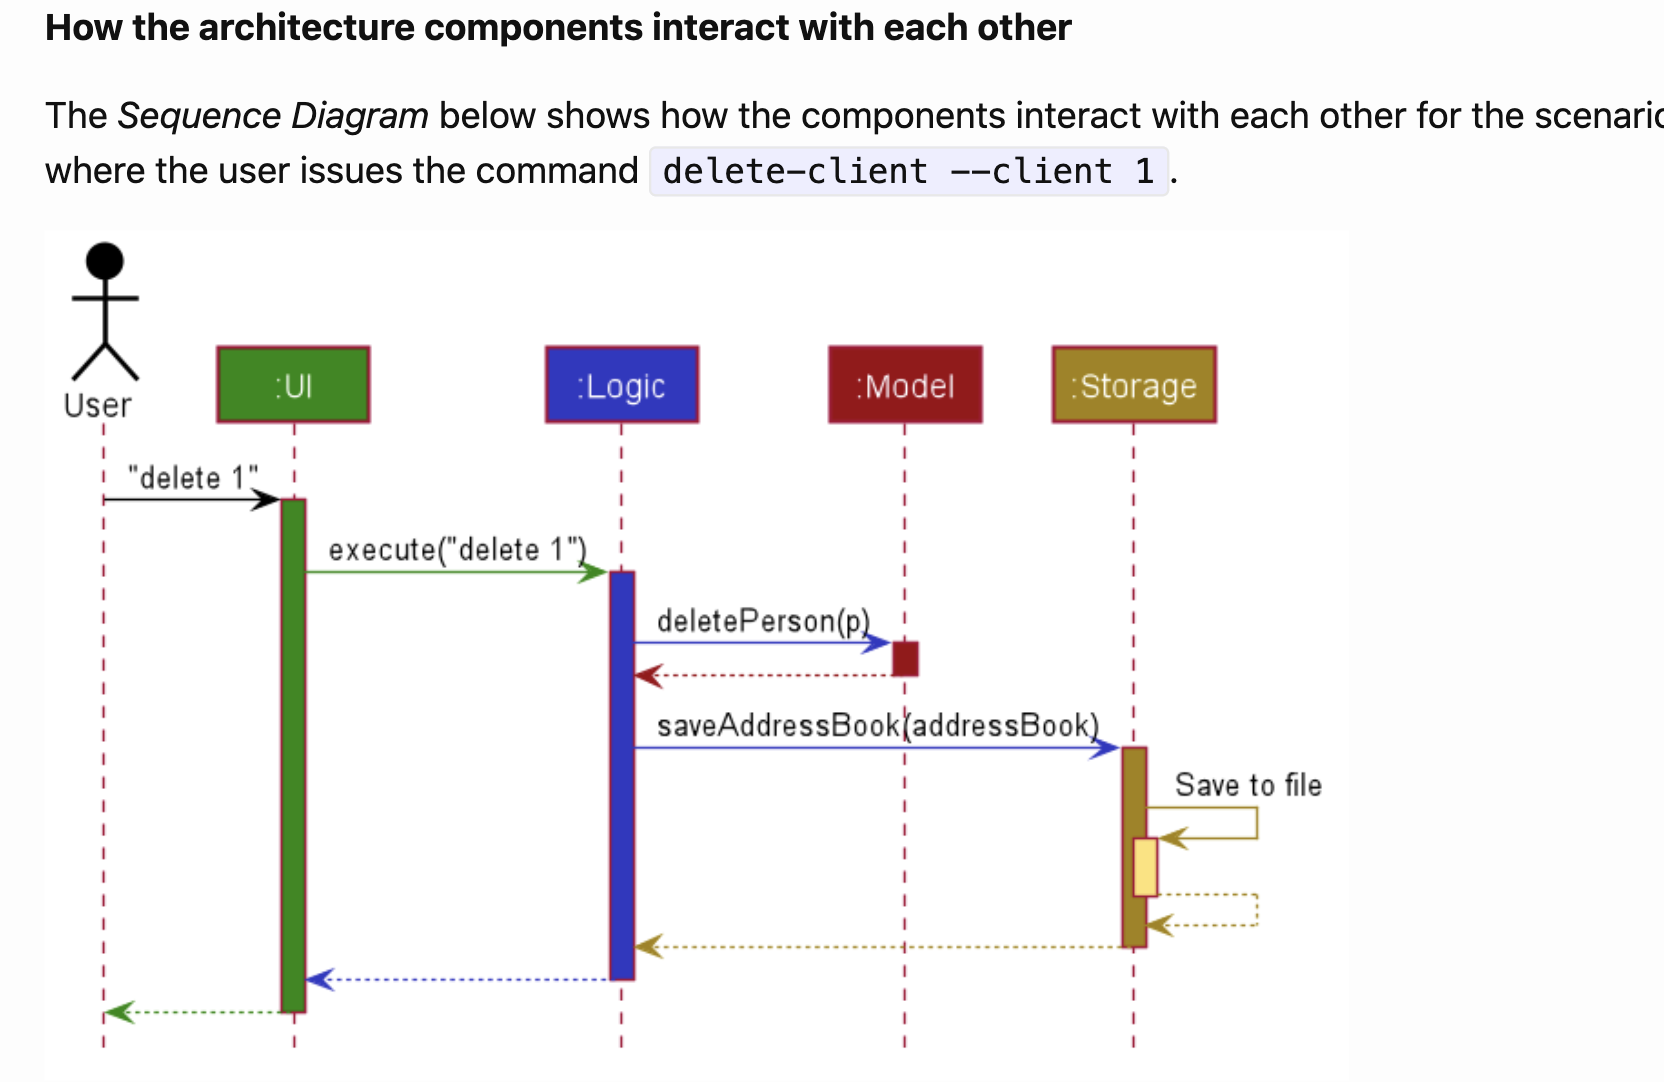 How the architecture components interact with each other
The Sequence Diagram below shows how the components interact with each other for the scenario
where the user issues the command delete-client --client 1 .
User
:UI
:Logic
:Model
:Storage
"delete 1"
execute("delete 1")
deletePerson(p)
saveAddressBook(addressBook)
Save to file